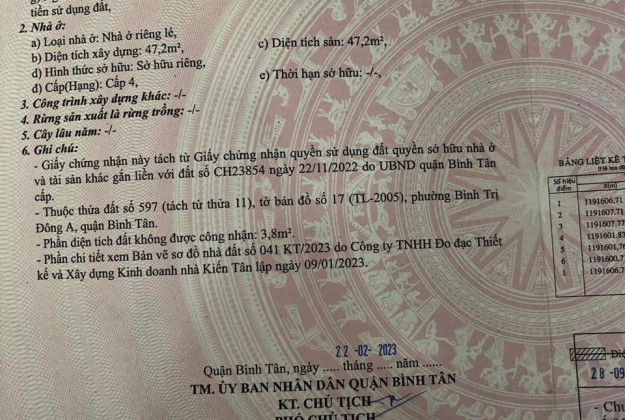 tiền sử dụng đất,
2. Nhà ở:
a) Loại nhà ở: Nhà ở riêng lẻ,
b) Diện tích xây dựng: 47,2m², c) Diện tích sàn: 47,2m²,
d) Hình thức sở hữu: Sở hữu riêng,
đ) Cấp(Hạng): Cấp 4, e) Thời hạn sở hữu: -/-,
3. Công trình xây dựng khác: -/-
4. Rừng sản xuất là rừng trồng: -/-
5. Cây lâu năm: -/-
6. Ghi chú:
- Giấy chứng nhận này tách từ Giấy chứng nhận quyền sử dụng đất quyền sở hữu nhà ở
và tài sản khác gắn liền với đất số CH23854 ngày 22/11/2022 do UBND quận Bình Tân
cấp.
- Thuộc thửa đất số 597 (tách từ thửa 11), tờ bản đồ số 17 (TL-2005), phường Bình Trị
Đông A, quận Bình Tân.
- Phần diện tích đất không được công nhận: 3,8m².
- Phần chi tiết xem Bản vẽ sơ đồ nhà đất số 041 KT/2023 do Công ty TNHH Đo đạc Thiết
kế và Xây dựng Kinh doanh nhà Kiến Tân lập ngày 09/01/2023.
22 -02- 2023
Quận Bình Tân, ngày ..... tháng ..... năm ......
TM. ỦY BAN NHÂN DÂN QUẬN BÌNH TÂN
KT. CHỦ TỊCH
PHÓ CHỦ TỊCH
BẢNG LIỆT KÊ
Số hiệu
điểm X(m)
1 1191606,71
2 1191607,71
3 1191607,77
4 1191601,83
5 1191601,76
6 1191600,7
1 1191606,7
28 -09
- Chu